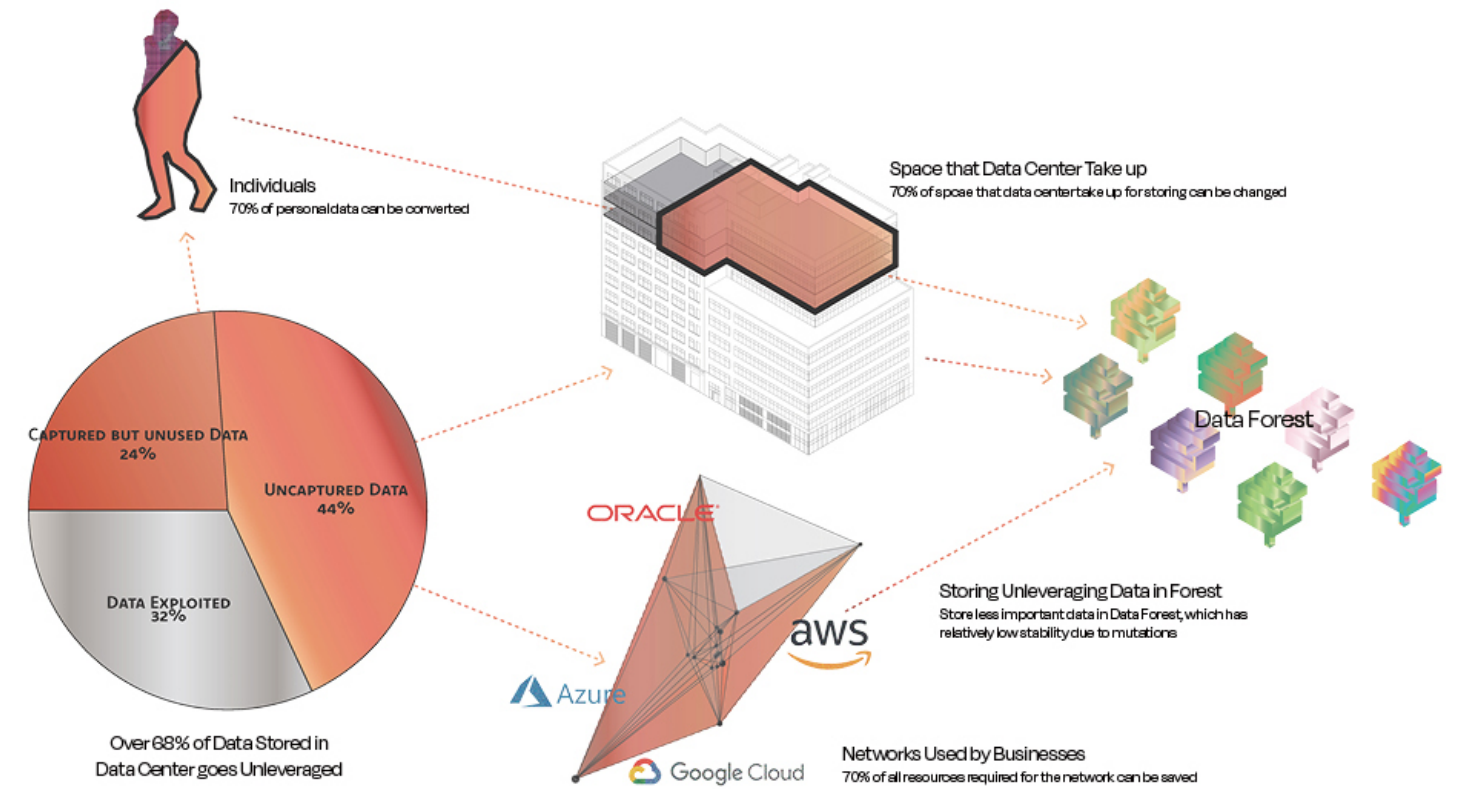 Individuals
70% of personal data can be converted
Space that Data Center Take up
70% of spcae that data center take up for storing can be changed
CAPTURED BUT UNUSED DATA
24%
UNCAPTURED DATA
44%
DATA EXPLOITED
32%
Over 68% of Data Stored in
Data Center goes Unleveraged
ORACLE
aws
Azure
Google Cloud
Data Forest
Storing Unleveraging Data in Forest
Store less important data in Data Forest, which has
relatively low stability due to mutations
Networks Used by Businesses
70% of all resources required for the network can be saved